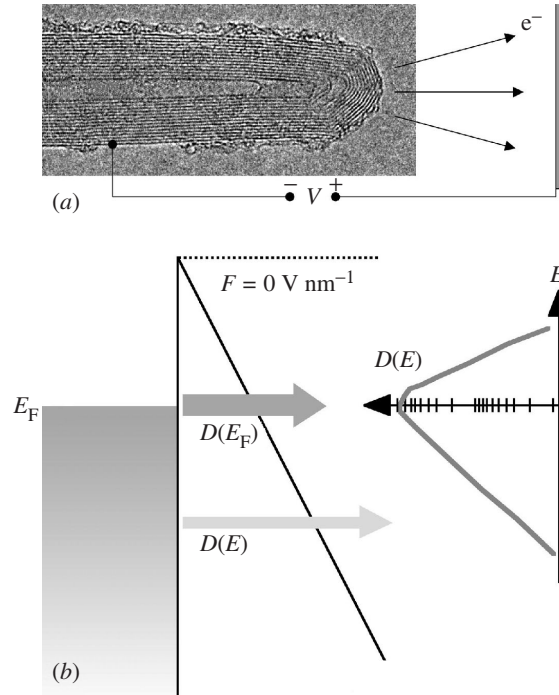 e⁻
− V +
(a)
F = 0 V nm⁻¹
E
D(E)
E_F
D(E_F)
D(E)
(b)